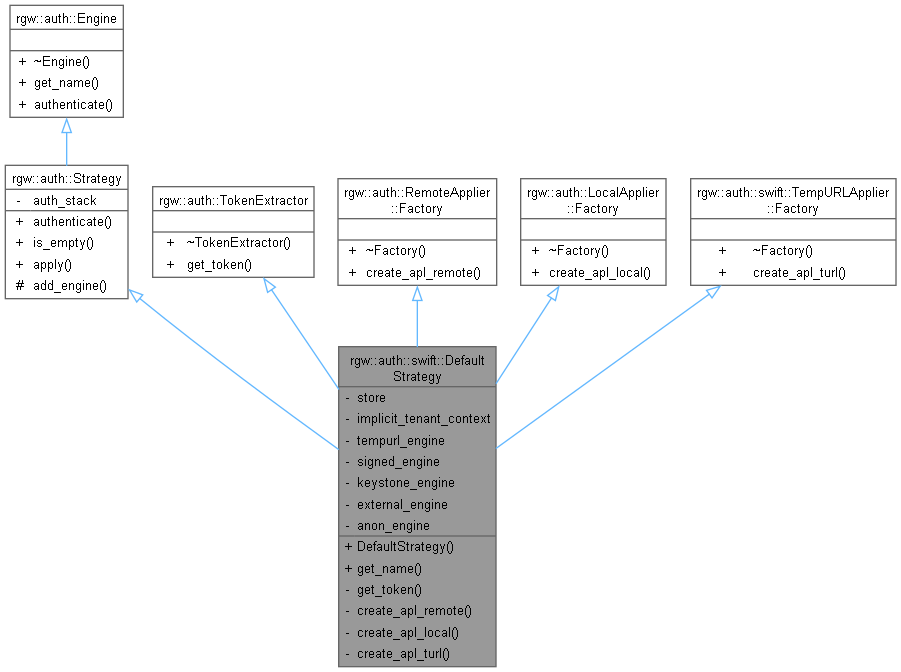 rgw::auth::Engine
+ ~Engine()
+ get_name()
+ authenticate()
rgw::auth::Strategy
- auth_stack
+ authenticate()
+ is_empty()
+ apply()
# add_engine()
rgw::auth::TokenExtractor
+ ~TokenExtractor()
+ get_token()
rgw::auth::RemoteApplier
::Factory
+ ~Factory()
+ create_apl_remote()
rgw::auth::LocalApplier
::Factory
+ ~Factory()
+ create_apl_local()
rgw::auth::swift::TempURLApplier
::Factory
+ ~Factory()
+ create_apl_turl()
rgw::auth::swift::Default
Strategy
- store
- implicit_tenant_context
- tempurl_engine
- signed_engine
- keystone_engine
- external_engine
- anon_engine
+ DefaultStrategy()
+ get_name()
- get_token()
- create_apl_remote()
- create_apl_local()
- create_apl_turl()